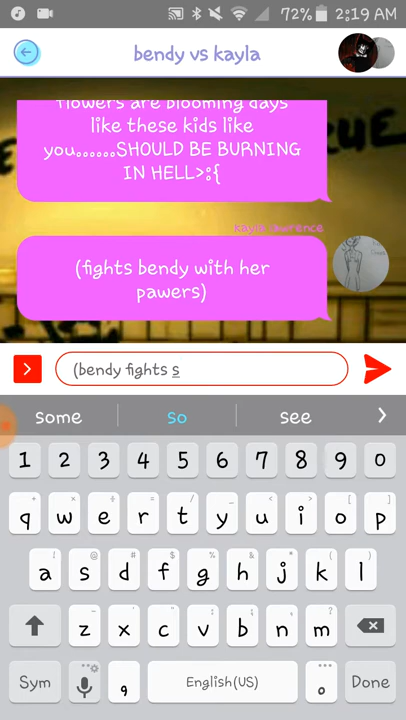 72% 2:19 AM
bendy vs kayla
flowers are blooming days
like these kids like
you......SHOULD BE BURNING
IN HELL>:{
kayla lawrence
(fights bendy with her
pawers)
(bendy fights s
some so see
1 2 3 4 5 6 7 8 9 0
q w e r t y u i o p
a s d f g h j k l
z x c v b n m
Sym , English(US) . Done